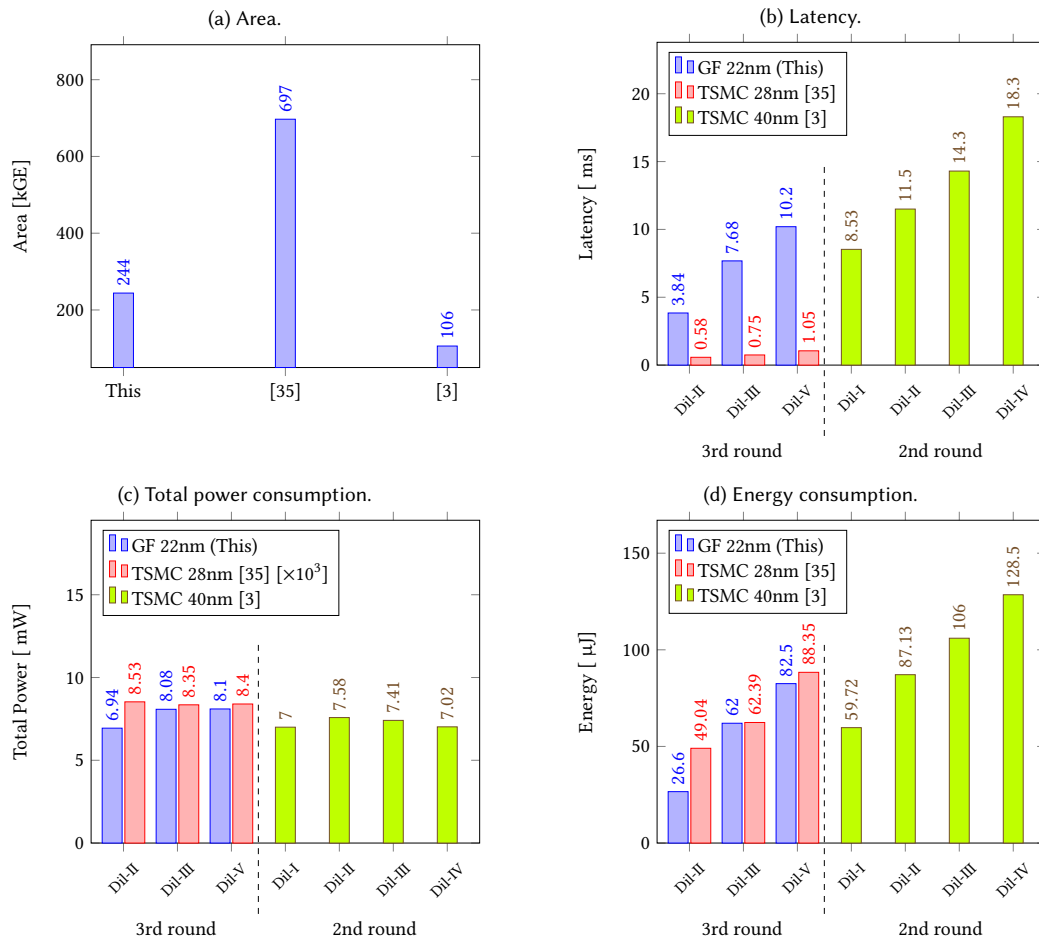 (a) Area.
Area [kGE]
800
600
400
200
244
697
106
This
[35]
[3]
(b) Latency.
GF 22nm (This)
TSMC 28nm [35]
TSMC 40nm [3]
Latency [ ms]
20
15
10
5
0
3.84
0.58
7.68
0.75
10.2
1.05
8.53
11.5
14.3
18.3
Dil-II
Dil-III
Dil-V
Dil-I
Dil-II
Dil-III
Dil-IV
3rd round
2nd round
(c) Total power consumption.
GF 22nm (This)
TSMC 28nm [35] [×10³]
TSMC 40nm [3]
Total Power [ mW]
15
10
5
0
6.94
8.53
8.08
8.35
8.1
8.4
7
7.58
7.41
7.02
Dil-II
Dil-III
Dil-V
Dil-I
Dil-II
Dil-III
Dil-IV
3rd round
2nd round
(d) Energy consumption.
GF 22nm (This)
TSMC 28nm [35]
TSMC 40nm [3]
Energy [ µJ]
150
100
50
0
26.6
49.04
62
62.39
82.5
88.35
59.72
87.13
106
128.5
Dil-II
Dil-III
Dil-V
Dil-I
Dil-II
Dil-III
Dil-IV
3rd round
2nd round